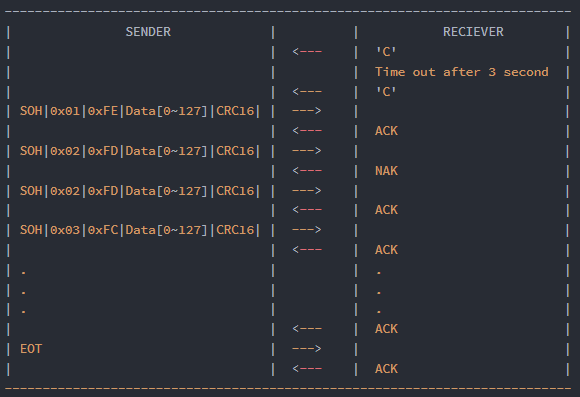 ---------------------------------------------------------------------------
|               SENDER             |          |           RECIEVER          |
|                                  |  <---    |  'C'                        |
|                                  |          |  Time out after 3 second    |
|                                  |  <---    |  'C'                        |
| SOH|0x01|0xFE|Data[0~127]|CRC16| |  --->    |                             |
|                                  |  <---    |  ACK                        |
| SOH|0x02|0xFD|Data[0~127]|CRC16| |  --->    |                             |
|                                  |  <---    |  NAK                        |
| SOH|0x02|0xFD|Data[0~127]|CRC16| |  --->    |                             |
|                                  |  <---    |  ACK                        |
| SOH|0x03|0xFC|Data[0~127]|CRC16| |  --->    |                             |
|                                  |  <---    |  ACK                        |
| .                                |          |  .                          |
| .                                |          |  .                          |
| .                                |          |  .                          |
|                                  |  <---    |  ACK                        |
| EOT                              |  --->    |                             |
|                                  |  <---    |  ACK                        |
---------------------------------------------------------------------------